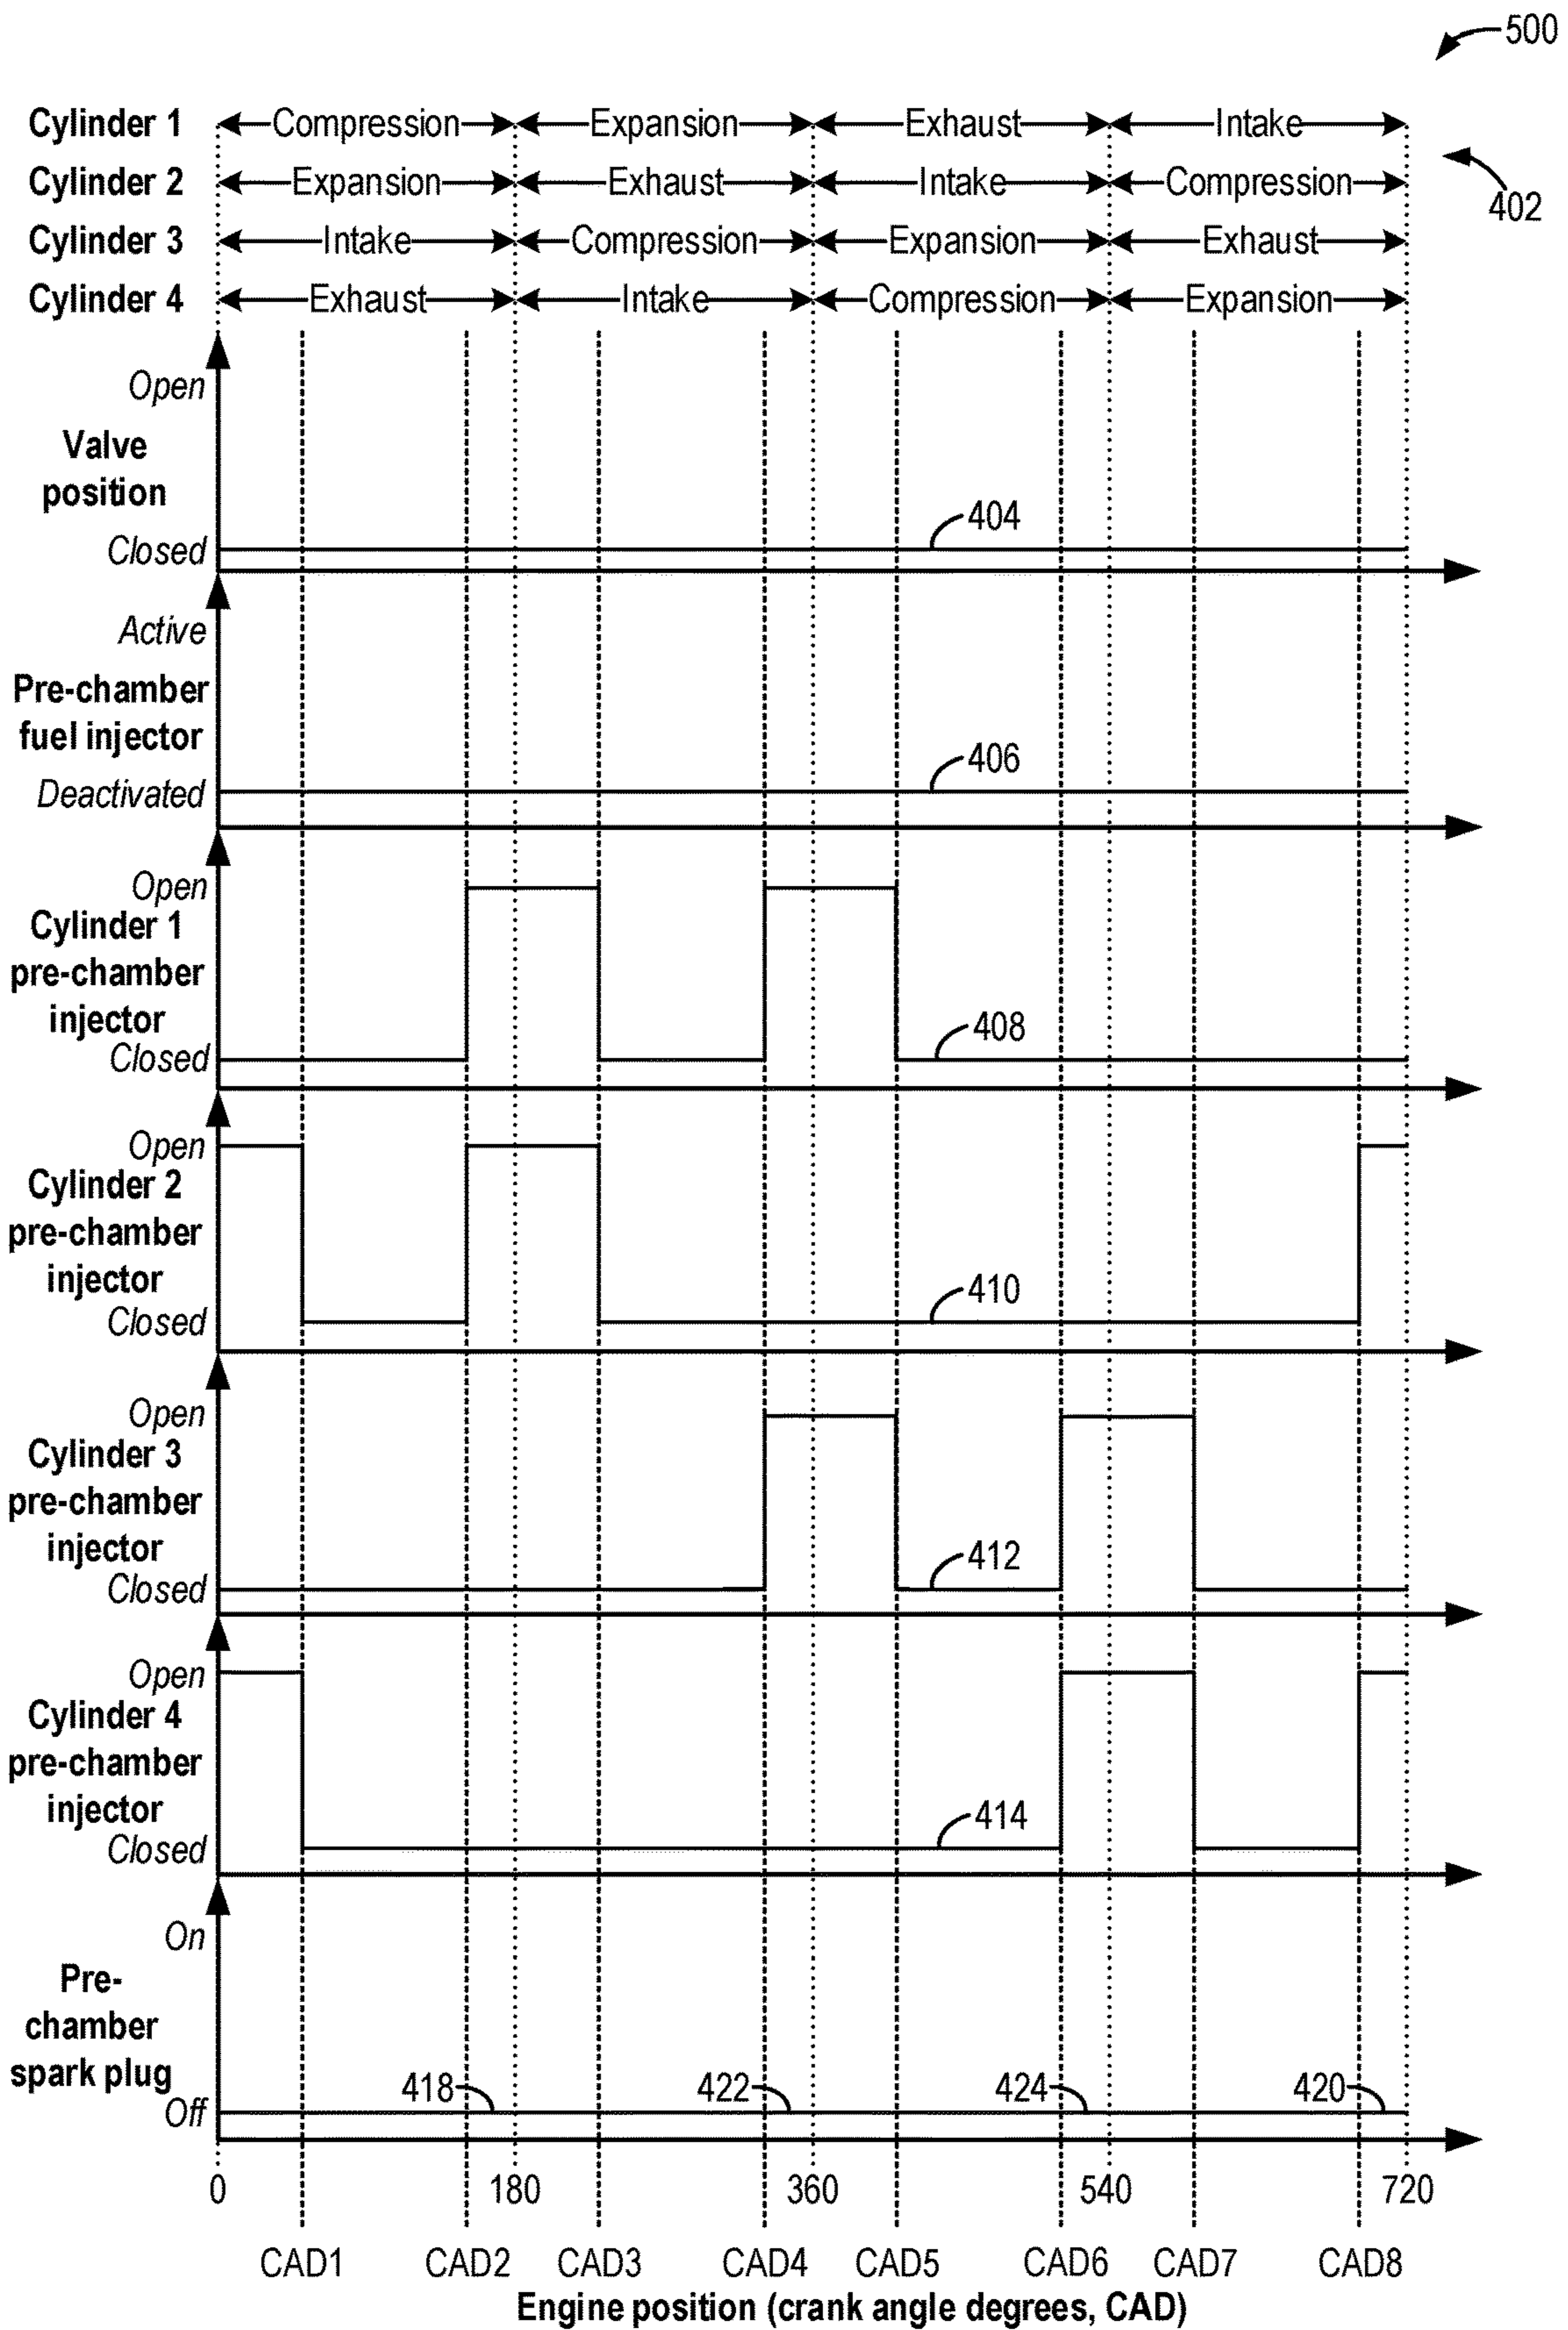 500
Cylinder 1 Compression Expansion Exhaust Intake
Cylinder 2 Expansion Exhaust Intake Compression
402
Cylinder 3 Intake Compression Expansion Exhaust
Cylinder 4 Exhaust Intake Compression Expansion
Open
Valve
position
404
Closed
Active
Pre-chamber
fuel injector
406
Deactivated
Open
Cylinder 1
pre-chamber
injector
408
Closed
Open
Cylinder 2
pre-chamber
injector
410
Closed
Open
Cylinder 3
pre-chamber
injector
412
Closed
Open
Cylinder 4
pre-chamber
injector
414
Closed
On
Pre-
chamber
spark plug
418 422 424 420
Off
0 180 360 540 720
CAD1 CAD2 CAD3 CAD4 CAD5 CAD6 CAD7 CAD8
Engine position (crank angle degrees, CAD)